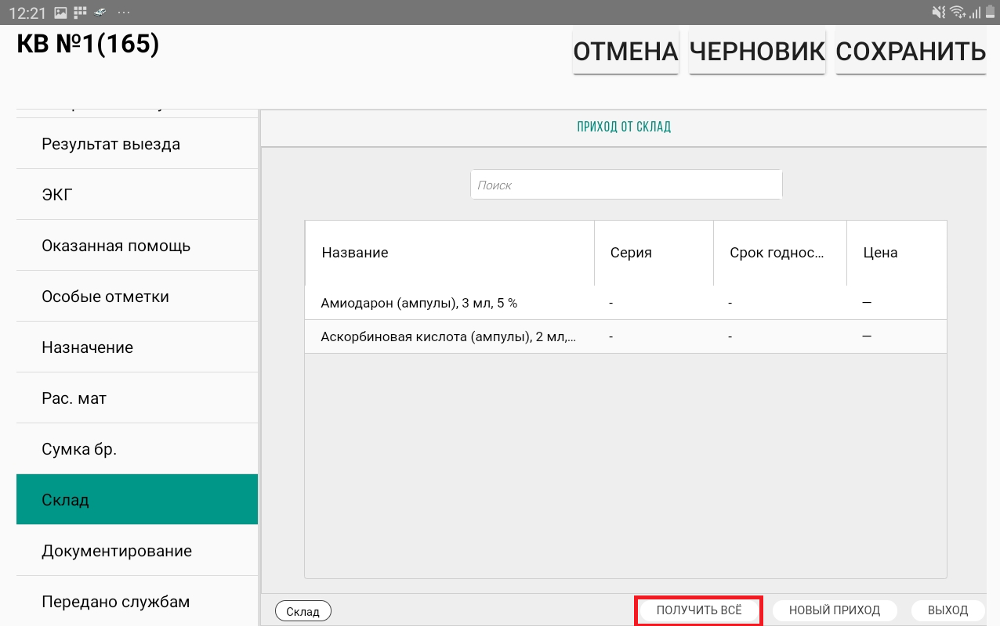 12:21
КВ №1(165)
ОТМЕНА ЧЕРНОВИК СОХРАНИТЬ
Результат выезда
ЭКГ
Оказанная помощь
Особые отметки
Назначение
Рас. мат
Сумка бр.
Склад
Документирование
Передано службам
ПРИХОД ОТ СКЛАД
Поиск
Название Серия Срок годнос... Цена
Амиодарон (ампулы), 3 мл, 5 % - - —
Аскорбиновая кислота (ампулы), 2 мл,... - - —
Склад ПОЛУЧИТЬ ВСЁ НОВЫЙ ПРИХОД ВЫХОД